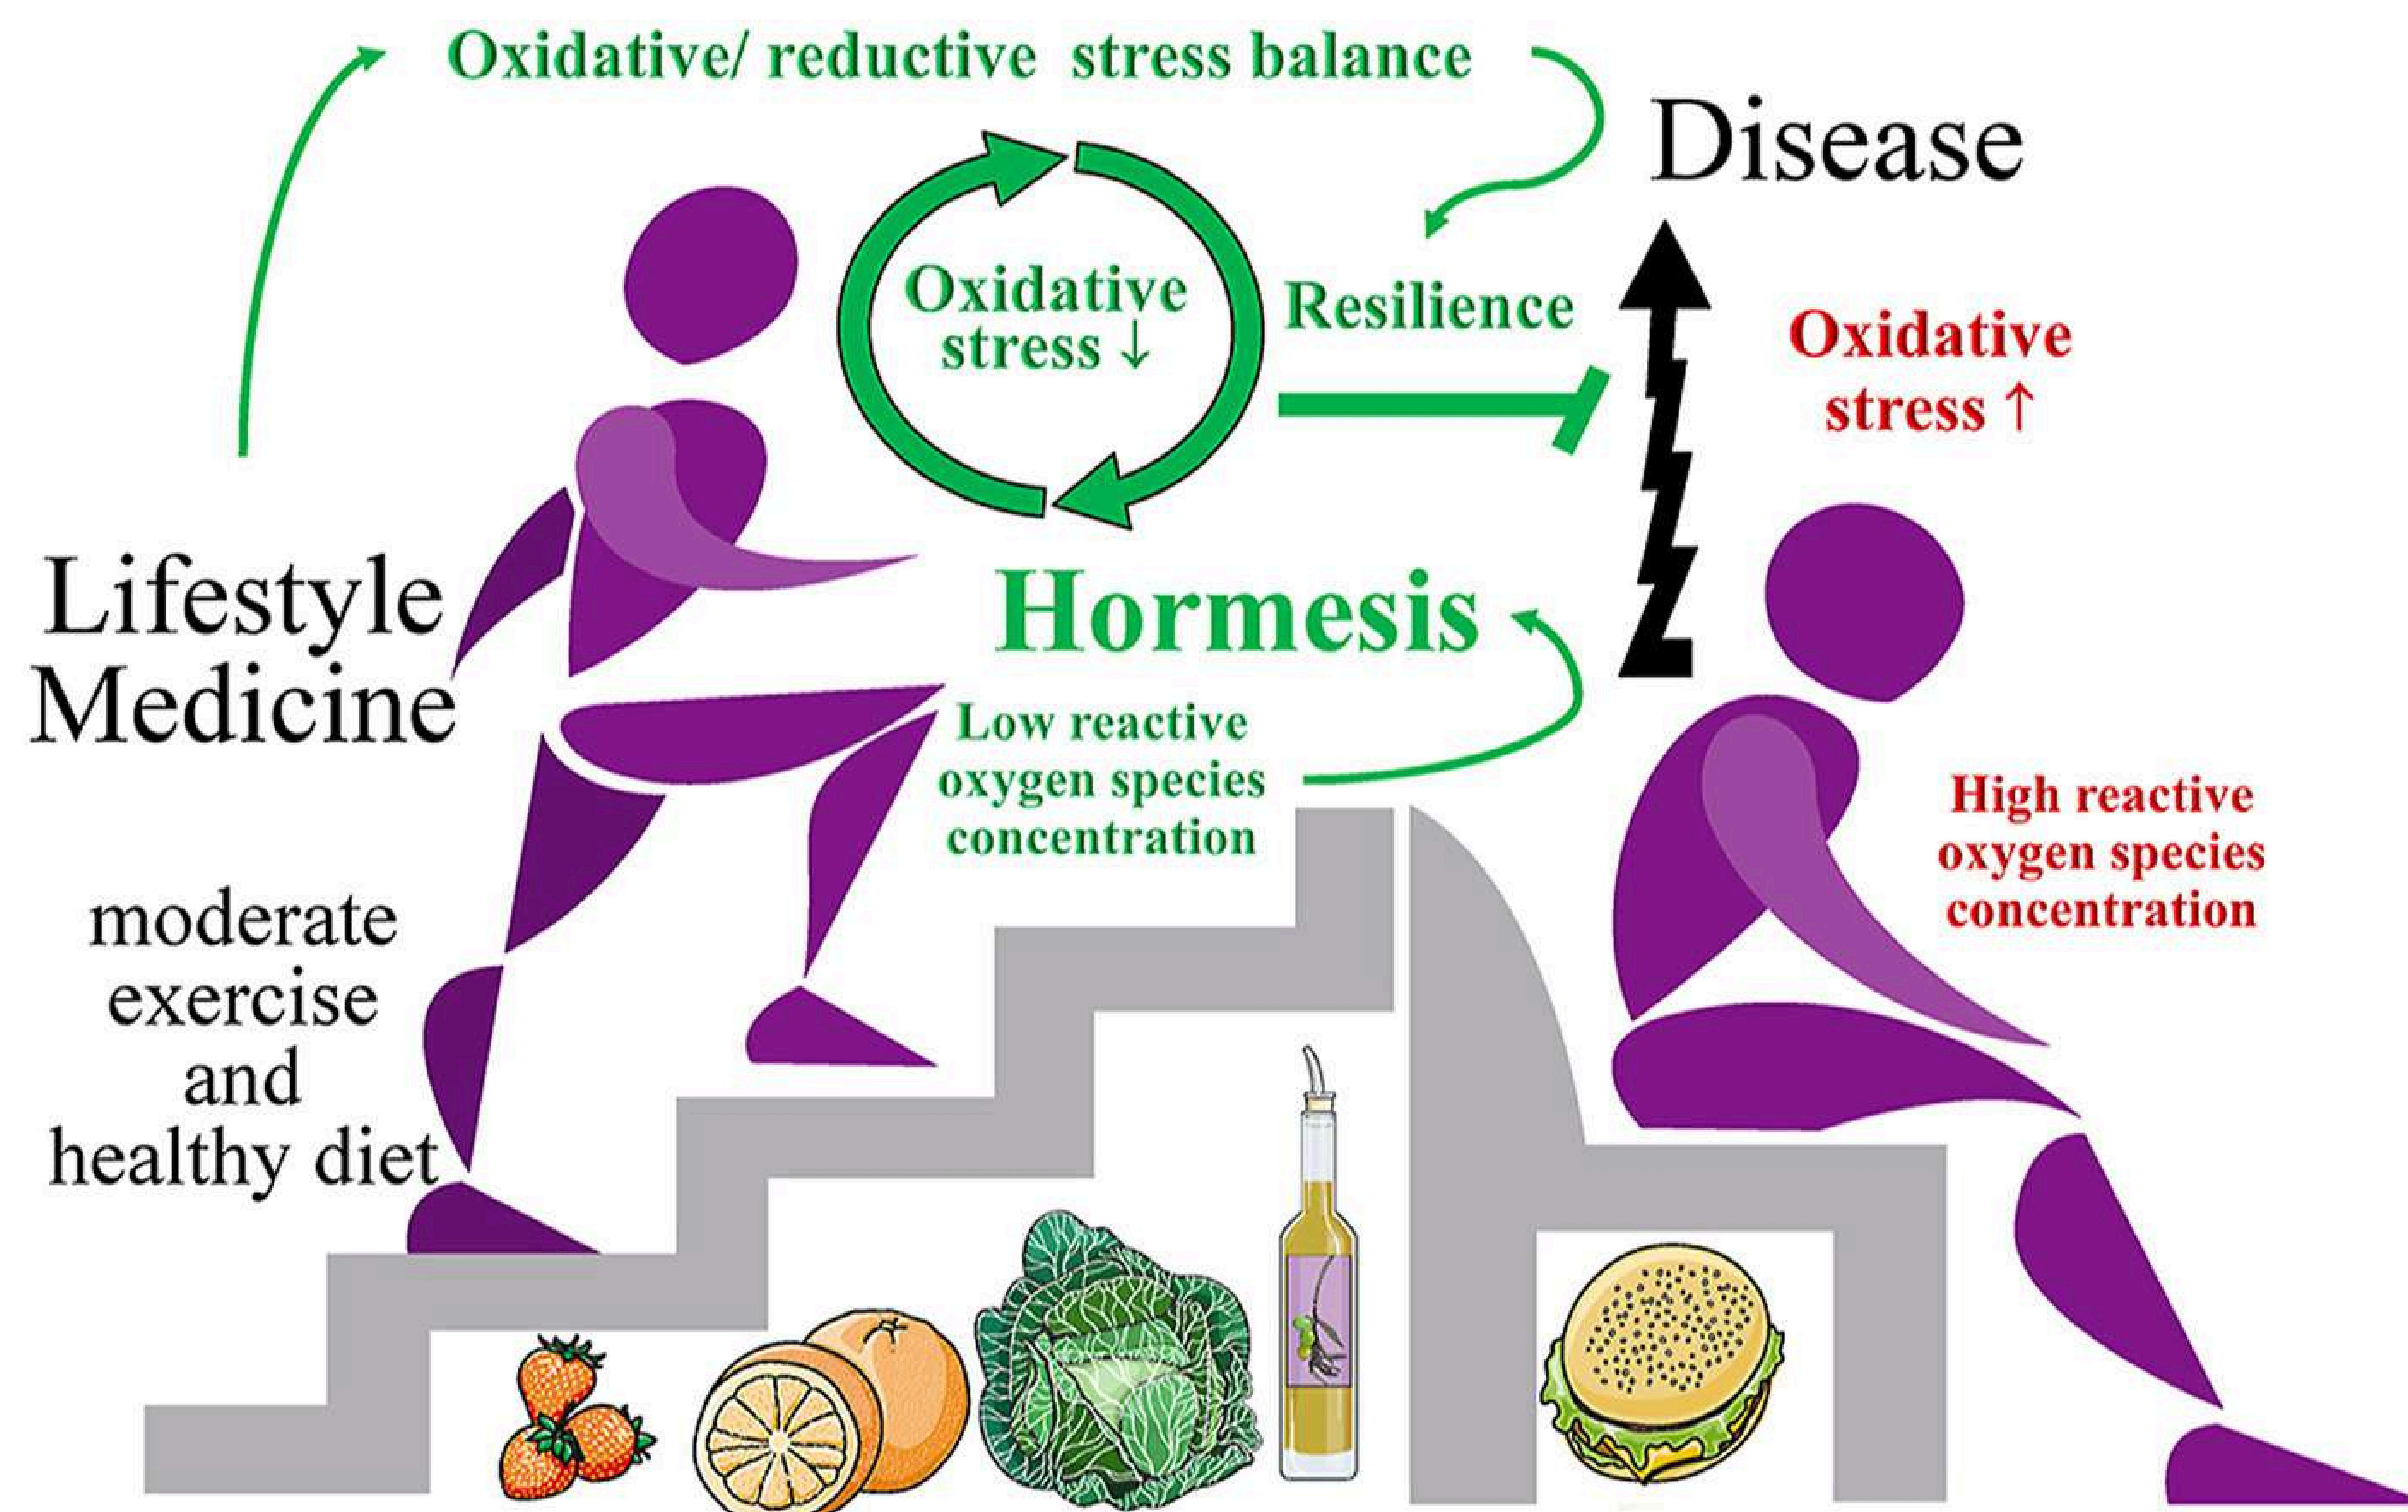 Oxidative/ reductive stress balance
Disease
Oxidative
stress ↓
Resilience
Oxidative
stress ↑
Lifestyle
Medicine
Hormesis
Low reactive
oxygen species
concentration
High reactive
oxygen species
concentration
moderate
exercise
and
healthy diet